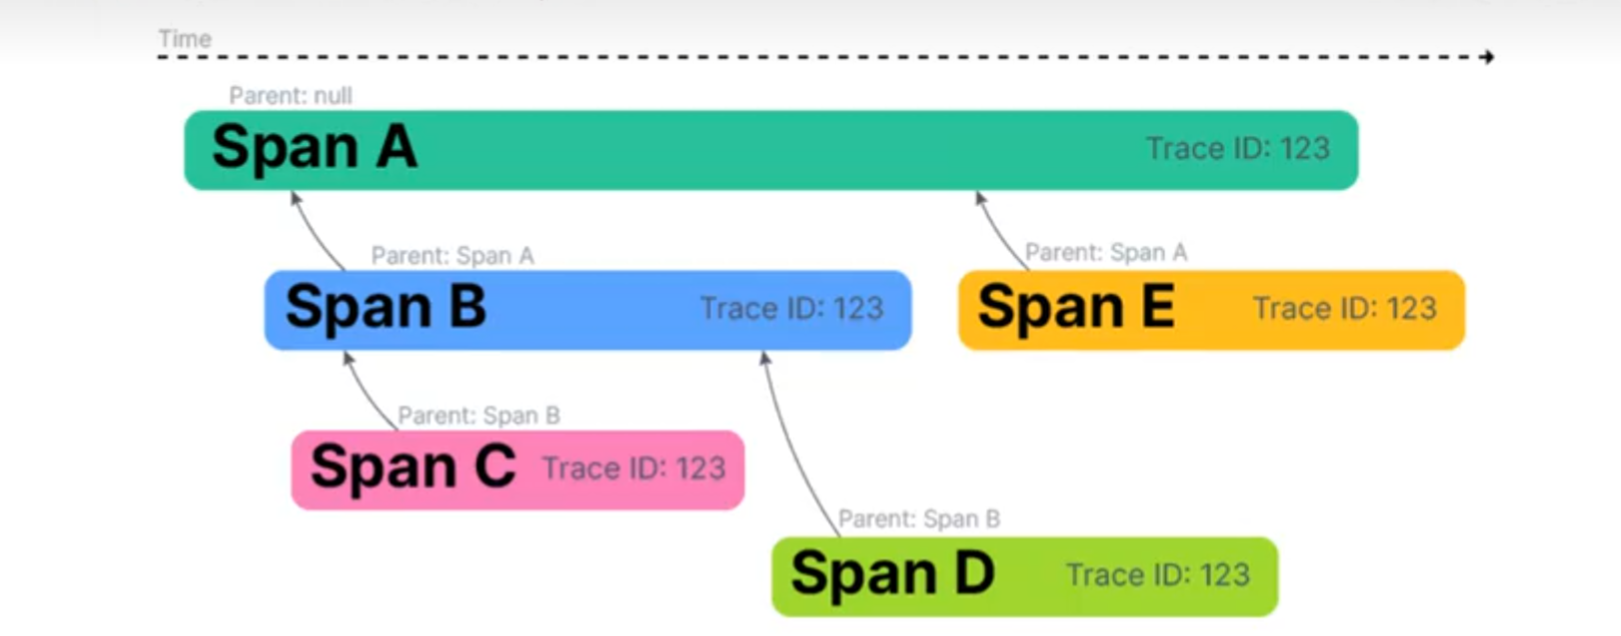 Time
Parent: null
Span A
Trace ID: 123
Parent: Span A
Parent: Span A
Span B
Trace ID: 123
Span E
Trace ID: 123
Parent: Span B
Span C
Trace ID: 123
Parent: Span B
Span D
Trace ID: 123